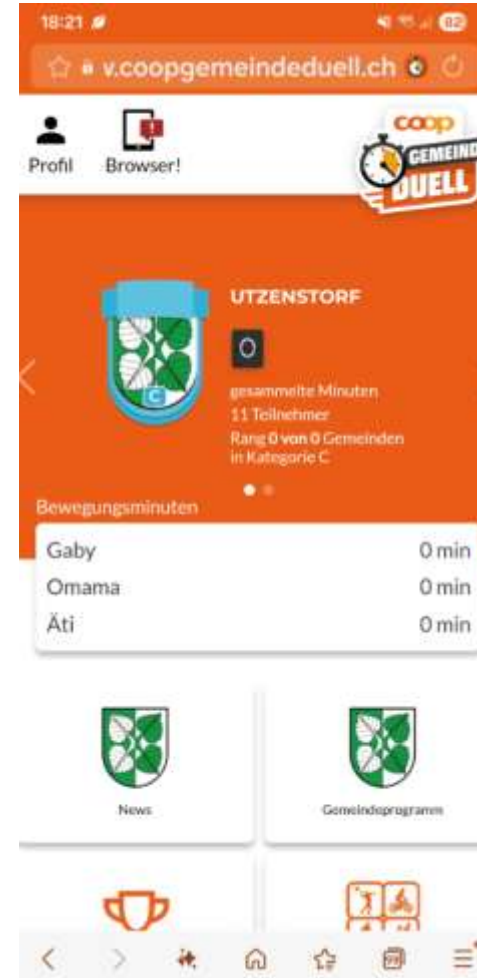 18:21
82
v.coopgemeindeduell.ch
Profil
Browser!
coop
GEMEIND
DUELL
UTZENSTORF
0
gesammelte Minuten
11 Teilnehmer
Rang 0 von 0 Gemeinden
in Kategorie C
C
Bewegungsminuten
Gaby 0 min
Omama 0 min
Äti 0 min
News
Gemeindeprogramm